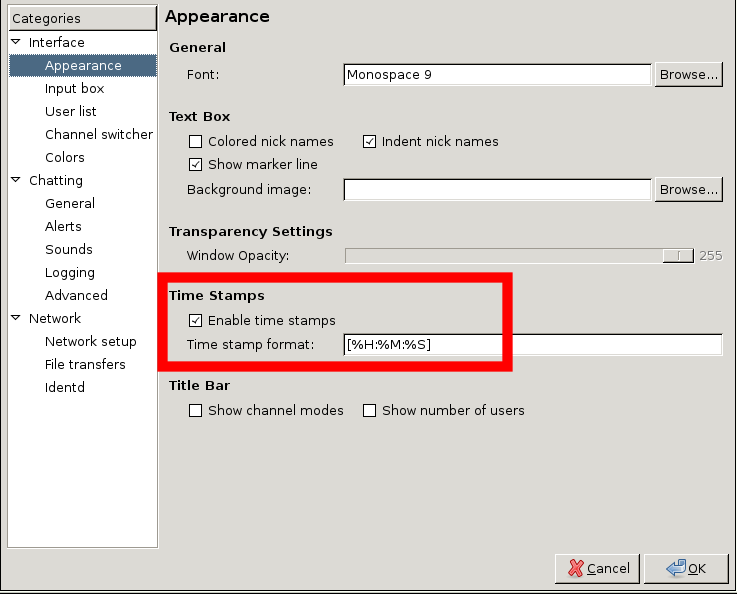 Categories
Interface
Appearance
Input box
User list
Channel switcher
Colors
Chatting
General
Alerts
Sounds
Logging
Advanced
Network
Network setup
File transfers
Identd
Appearance
General
Font: Monospace 9 Browse...
Text Box
Colored nick names Indent nick names
Show marker line
Background image: Browse...
Transparency Settings
Window Opacity: 255
Time Stamps
Enable time stamps
Time stamp format: [%H:%M:%S]
Title Bar
Show channel modes Show number of users
Cancel OK